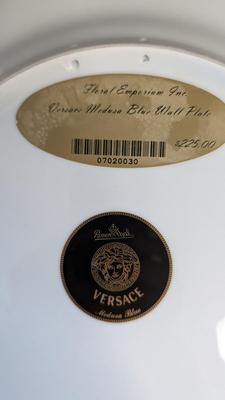 Floral Emporium Inc.
Versace Medusa Blue Wall Plate
$225.00
07020030
Rosenthal
VERSACE
Medusa Blue